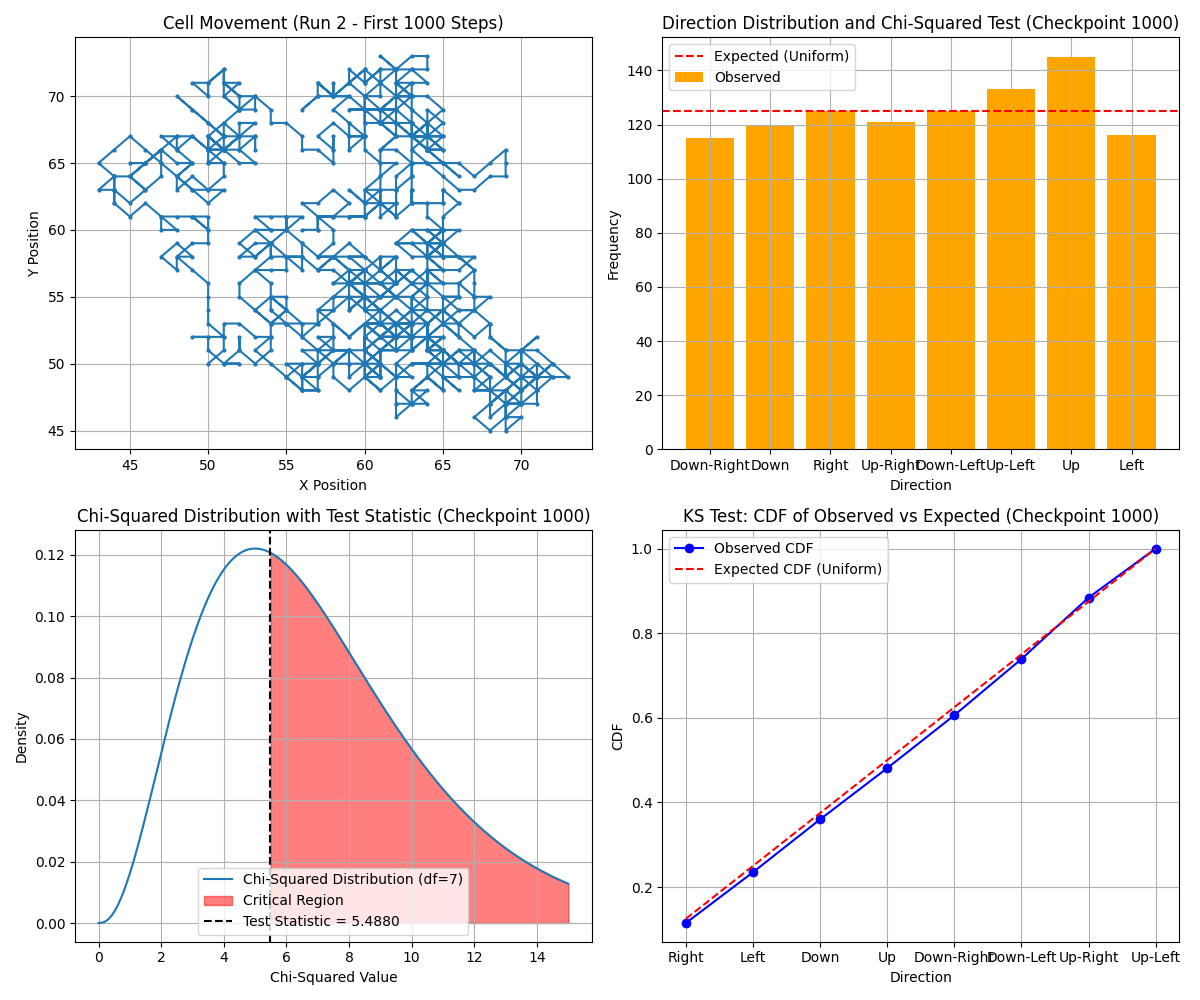 Cell Movement (Run 2 - First 1000 Steps)
Y Position
70
65
60
55
50
45
45 50 55 60 65 70
X Position
Direction Distribution and Chi-Squared Test (Checkpoint 1000)
Expected (Uniform)
Observed
Frequency
140
120
100
80
60
40
20
0
Down-Right Down Right Up-Right Down-Left Up-Left Up Left
Direction
Chi-Squared Distribution with Test Statistic (Checkpoint 1000)
Density
0.12
0.10
0.08
0.06
0.04
0.02
0.00
Chi-Squared Distribution (df=7)
Critical Region
Test Statistic = 5.4880
0 2 4 6 8 10 12 14
Chi-Squared Value
KS Test: CDF of Observed vs Expected (Checkpoint 1000)
Observed CDF
Expected CDF (Uniform)
CDF
1.0
0.8
0.6
0.4
0.2
Right Left Down Up Down-Right Down-Left Up-Right Up-Left
Direction